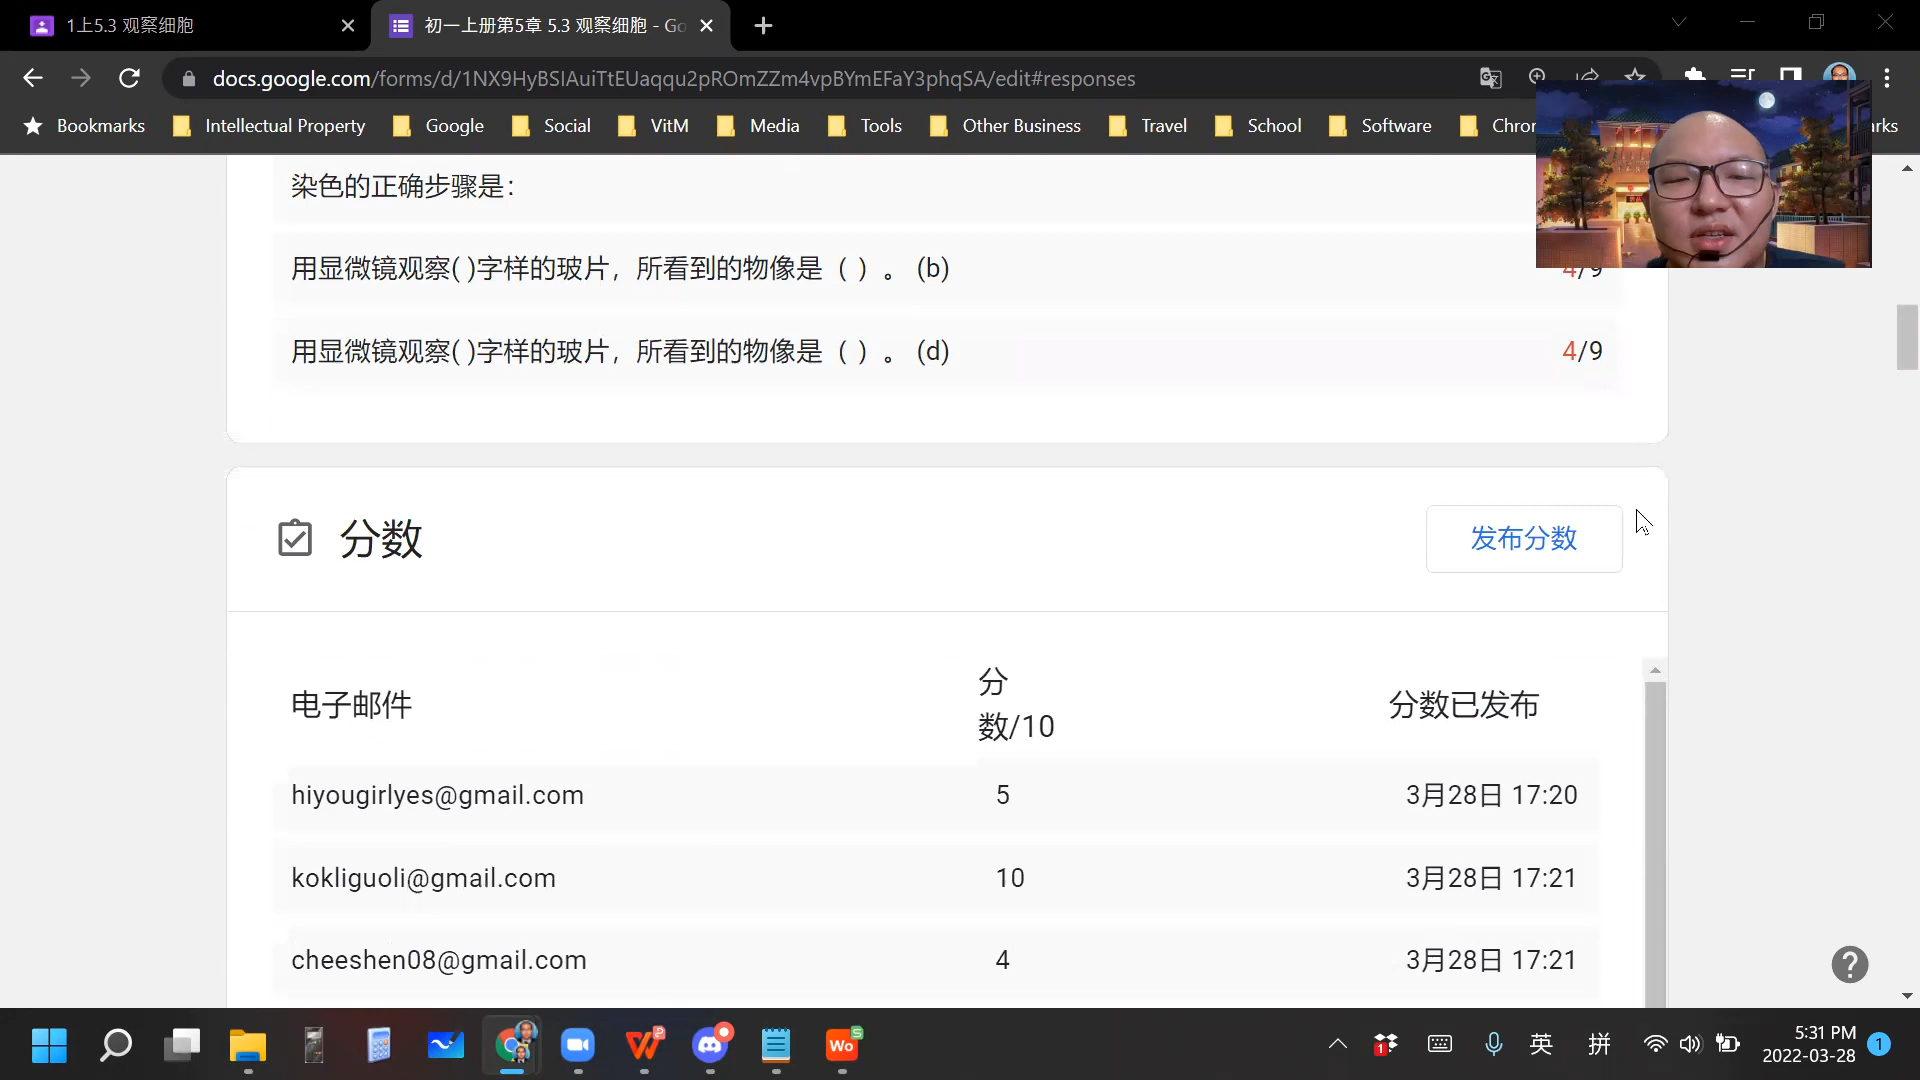 1上5.3 观察细胞
初一上册第5章 5.3 观察细胞 - Go
docs.google.com/forms/d/1NX9HyBSIAuiTtEUaqqu2pROmZZm4vpBYmEFaY3phqSA/edit#responses
Bookmarks Intellectual Property Google Social VitM Media Tools Other Business Travel School Software Chror rks
染色的正确步骤是：
用显微镜观察( )字样的玻片，所看到的物像是（ ）。 (b) 4/9
用显微镜观察( )字样的玻片，所看到的物像是（ ）。 (d) 4/9
分数 发布分数
电子邮件 分数/10 分数已发布
hiyougirlyes@gmail.com 5 3月28日 17:20
kokliguoli@gmail.com 10 3月28日 17:21
cheeshen08@gmail.com 4 3月28日 17:21
Wo S 1 英 拼 5:31 PM 1
2022-03-28